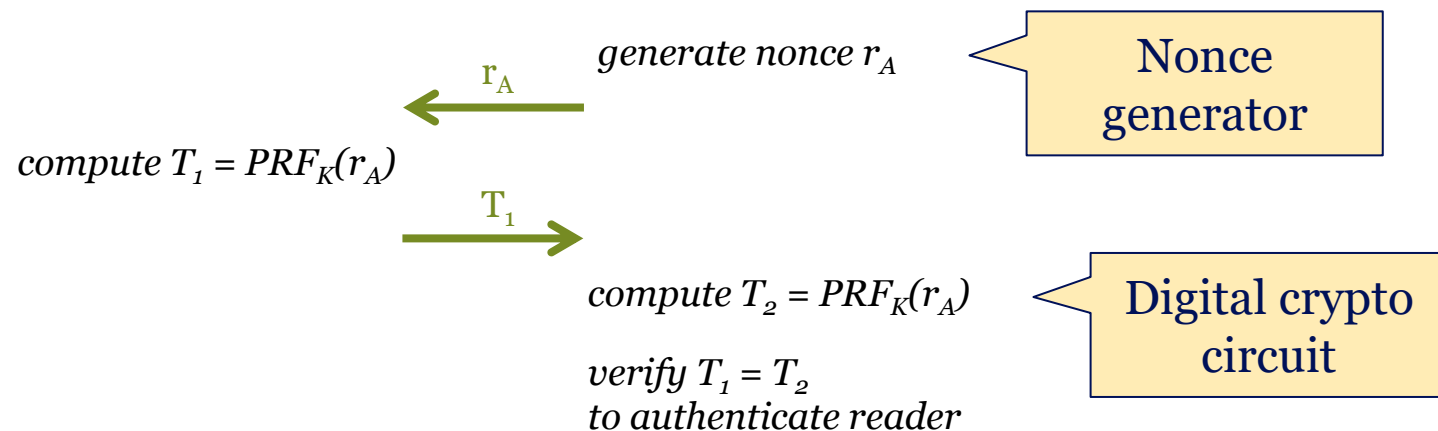 generate nonce r_A
Nonce
generator
r_A
compute T_1 = PRF_K(r_A)
T_1
compute T_2 = PRF_K(r_A)
Digital crypto
circuit
verify T_1 = T_2
to authenticate reader